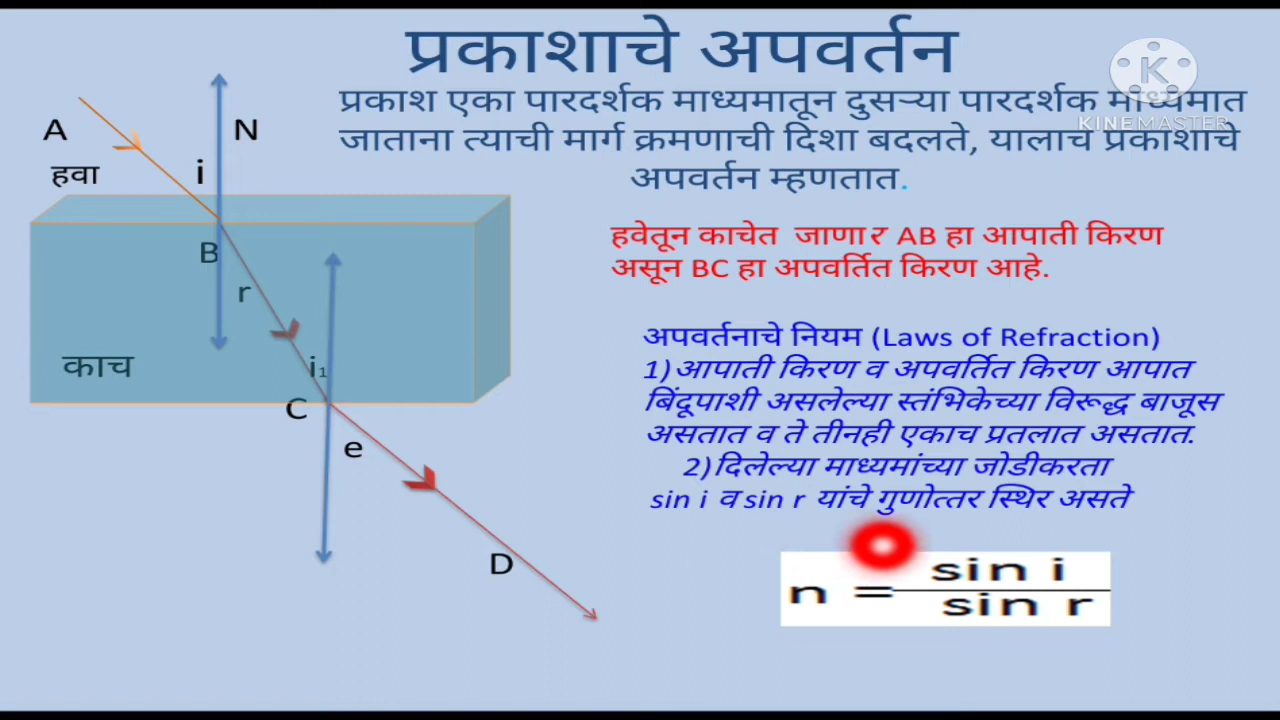 प्रकाशाचे अपवर्तन
K
KINEMASTER
प्रकाश एका पारदर्शक माध्यमातून दुसऱ्या पारदर्शक माध्यमात
जाताना त्याची मार्ग क्रमणाची दिशा बदलते, यालाच प्रकाशाचे
अपवर्तन म्हणतात.
A
N
हवा
i
B
r
काच
i₁
C
e
D
हवेतून काचेत जाणार AB हा आपाती किरण
असून BC हा अपवर्तित किरण आहे.
अपवर्तनाचे नियम (Laws of Refraction)
1) आपाती किरण व अपवर्तित किरण आपात
बिंदूपाशी असलेल्या स्तंभिकेच्या विरूद्ध बाजूस
असतात व ते तीनही एकाच प्रतलात असतात.
2) दिलेल्या माध्यमांच्या जोडीकरता
sin i व sin r यांचे गुणोत्तर स्थिर असते
n = sin i
sin r